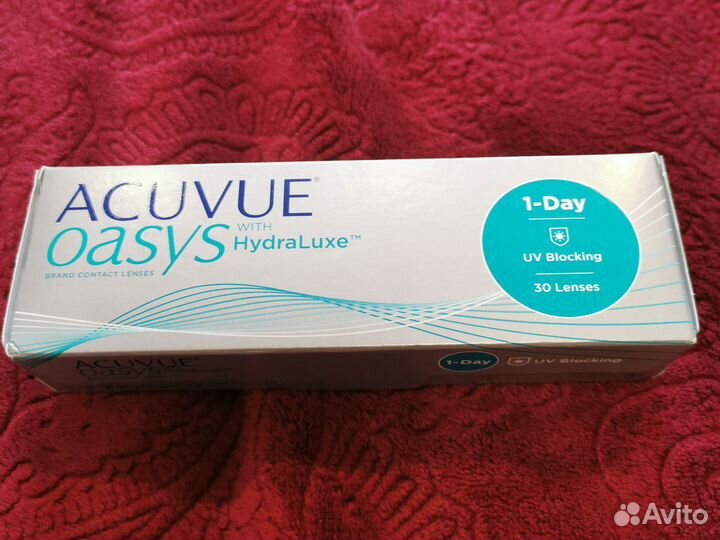 ACUVUE®
OASYS WITH HydraLuxe™
BRAND CONTACT LENSES
1-Day
UV Blocking
30 Lenses
ACUVUE
OASYS
1-Day UV Blocking
Avito